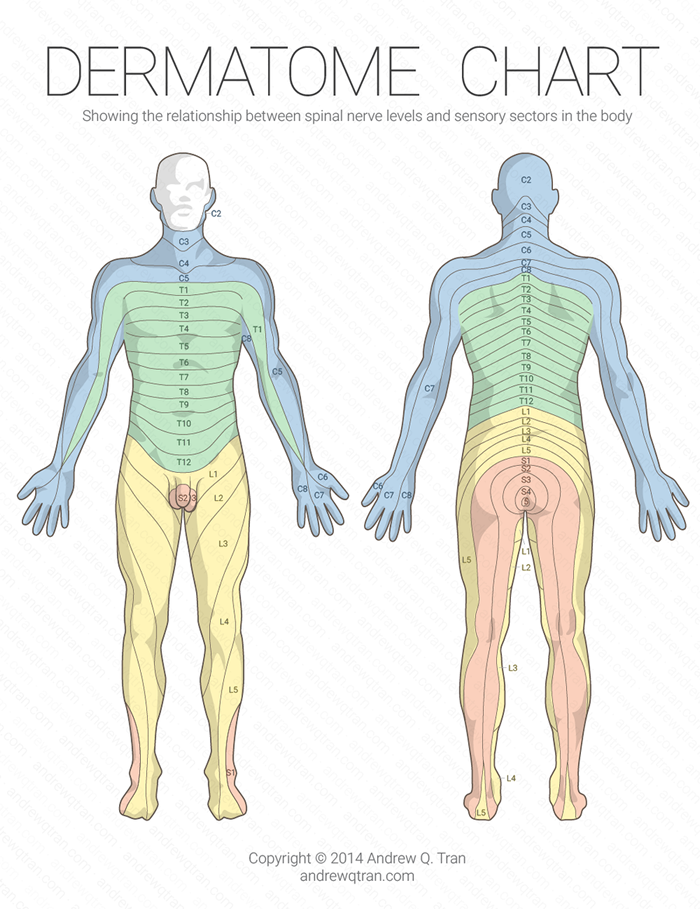 DERMATOME CHART
Showing the relationship between spinal nerve levels and sensory sectors in the body
C2
C3
C4
C5
T1
T2
T3
T4
T5
T6
T7
T8
T9
T10
T11
T12
T1
C8
C5
C6
C8
C7
L1
S2
3
L2
L3
L4
L5
S1
C2
C3
C4
C5
C6
C7
C8
T1
T2
T3
T4
T5
T6
T7
T8
T9
T10
T11
T12
L1
L2
L3
L4
L5
S1
S2
S3
S4
5
C7
C6
C7
C8
L5
L1
L2
L3
L4
L5
Copyright © 2014 Andrew Q. Tran
andrewqtran.com